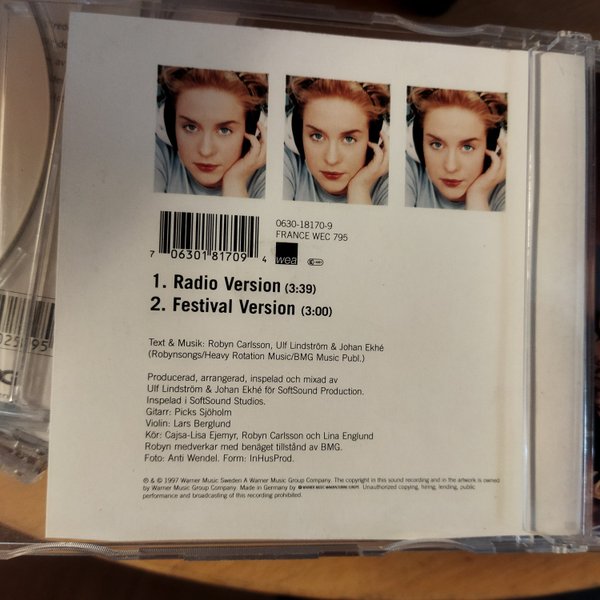 0630-18170-9
FRANCE WEC 795
7 06301 81709 4
wea
1. Radio Version (3:39)
2. Festival Version (3:00)
Text & Musik: Robyn Carlsson, Ulf Lindström & Johan Ekhé
(Robynsongs/Heavy Rotation Music/BMG Music Publ.)
Producerad, arrangerad, inspelad och mixad av
Ulf Lindström & Johan Ekhé för SoftSound Production.
Inspelad i SoftSound Studios.
Gitarr: Picks Sjöholm
Violin: Lars Berglund
Kör: Cajsa-Lisa Ejemyr, Robyn Carlsson och Lina Englund
Robyn medverkar med benäget tillstånd av BMG.
Foto: Anti Wendel. Form: InHusProd.
℗ & © 1997 Warner Music Sweden A Warner Music Group Company. The copyright in this sound recording and in the artwork is owned
by Warner Music Group Company. Made in Germany by Unauthorized copying, hiring, lending, public
performance and broadcasting of this recording prohibited.